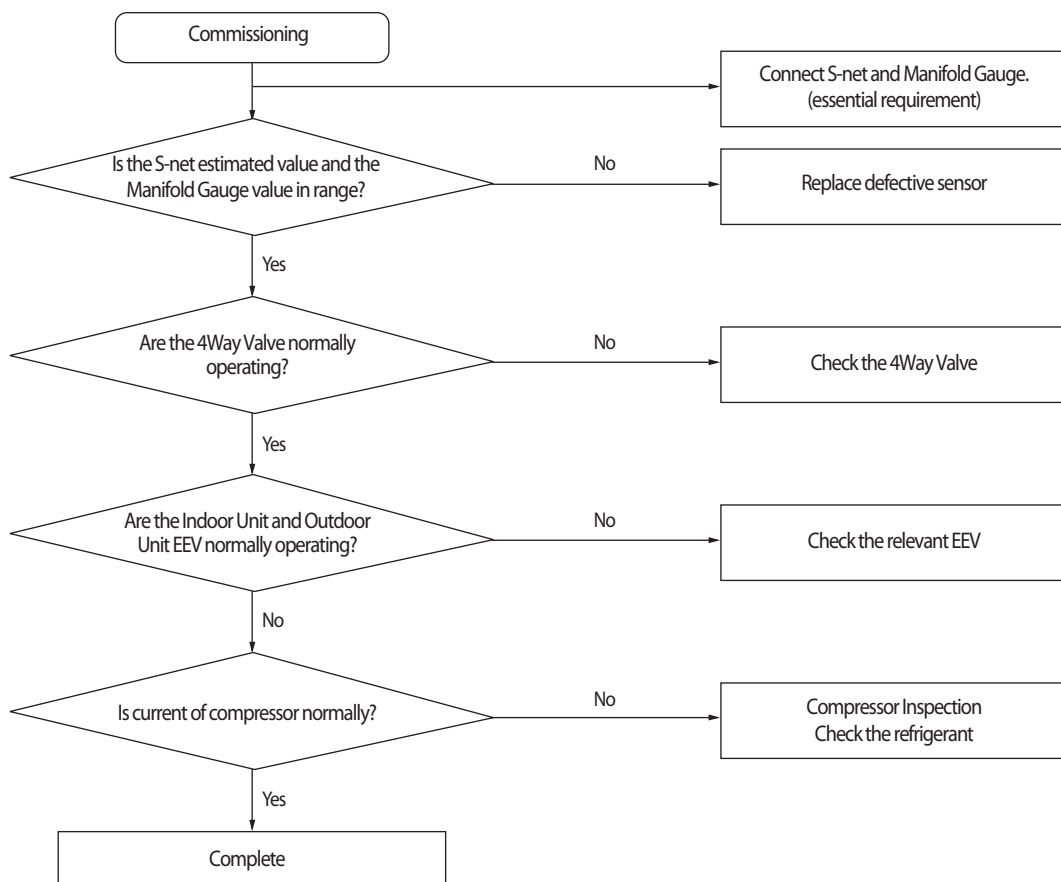 Commissioning
Connect S-net and Manifold Gauge.
(essential requirement)
Is the S-net estimated value and the
Manifold Gauge value in range?
No
Replace defective sensor
Yes
Are the 4Way Valve normally
operating?
No
Check the 4Way Valve
Yes
Are the Indoor Unit and Outdoor
Unit EEV normally operating?
No
Check the relevant EEV
No
Is current of compressor normally?
No
Compressor Inspection
Check the refrigerant
Yes
Complete